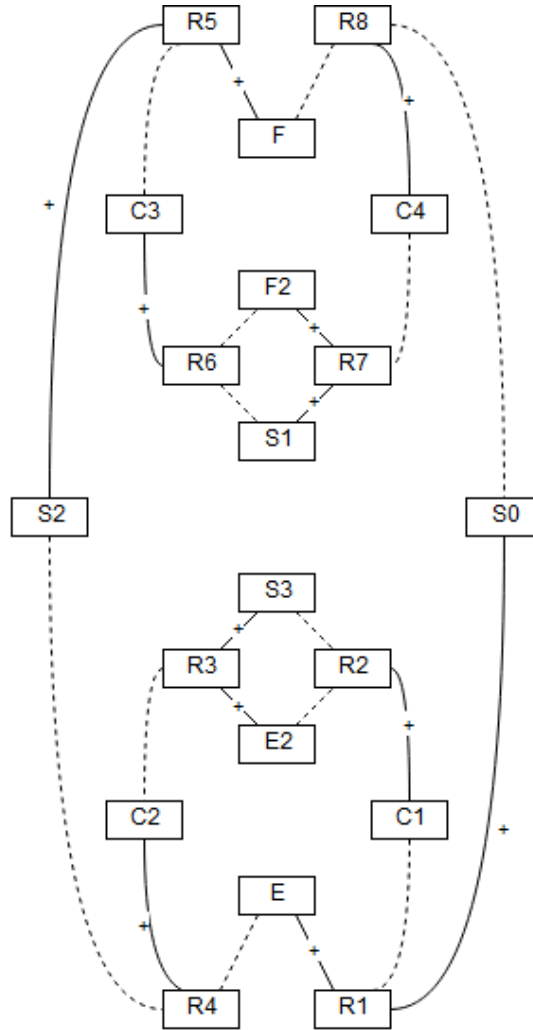 R5 R8
+ +
F
+ C3 C4
F2
+ +
R6 R7
+
S1
S2 S0
S3
+
R3 R2
+ +
E2
C2 C1 +
E
+ +
R4 R1